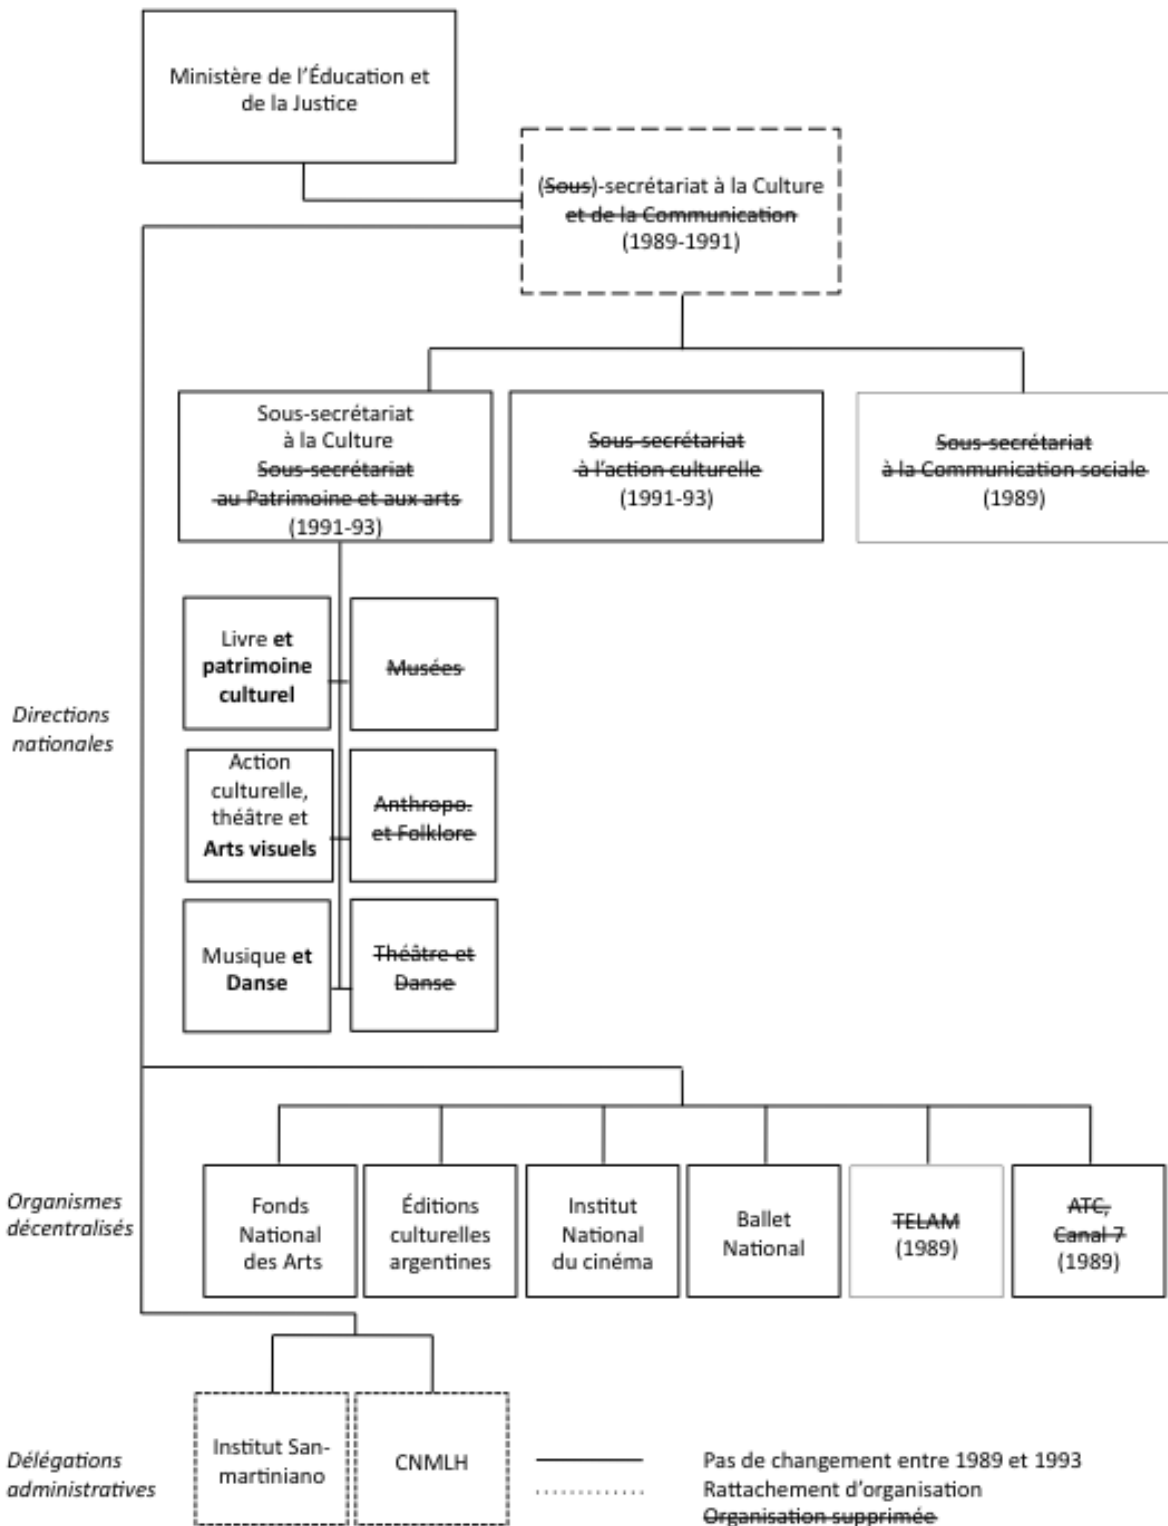 Ministère de l’Éducation et
de la Justice
(Sous)-secrétariat à la Culture
et de la Communication
(1989-1991)
Sous-secrétariat
à la Culture
Sous-secrétariat
au Patrimoine et aux arts
(1991-93)
Sous-secrétariat
à l’action culturelle
(1991-93)
Sous-secrétariat
à la Communication sociale
(1989)
Directions
nationales
Livre et
patrimoine
culturel
Musées
Action
culturelle,
théâtre et
Arts visuels
Anthropo.
et Folklore
Musique et
Danse
Théâtre et
Danse
Organismes
décentralisés
Fonds
National
des Arts
Éditions
culturelles
argentines
Institut
National
du cinéma
Ballet
National
TELAM
(1989)
ATC,
Canal 7
(1989)
Délégations
administratives
Institut San-
martiniano
CNMLH
Pas de changement entre 1989 et 1993
Rattachement d’organisation
Organisation supprimée